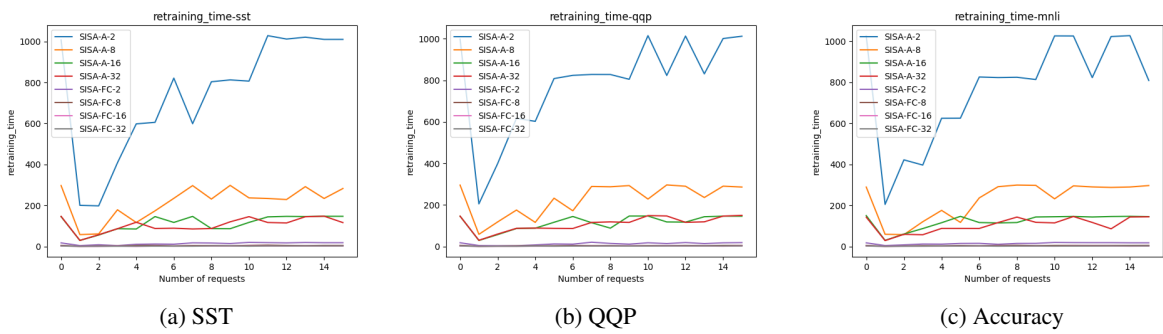 retraining_time-sst
retraining_time
1000
800
600
400
200
0
SISA-A-2
SISA-A-8
SISA-A-16
SISA-A-32
SISA-FC-2
SISA-FC-8
SISA-FC-16
SISA-FC-32
0 2 4 6 8 10 12 14
Number of requests
(a) SST
retraining_time-qqp
retraining_time
1000
800
600
400
200
0
SISA-A-2
SISA-A-8
SISA-A-16
SISA-A-32
SISA-FC-2
SISA-FC-8
SISA-FC-16
SISA-FC-32
0 2 4 6 8 10 12 14
Number of requests
(b) QQP
retraining_time-mnli
retraining_time
1000
800
600
400
200
0
SISA-A-2
SISA-A-8
SISA-A-16
SISA-A-32
SISA-FC-2
SISA-FC-8
SISA-FC-16
SISA-FC-32
0 2 4 6 8 10 12 14
Number of requests
(c) Accuracy